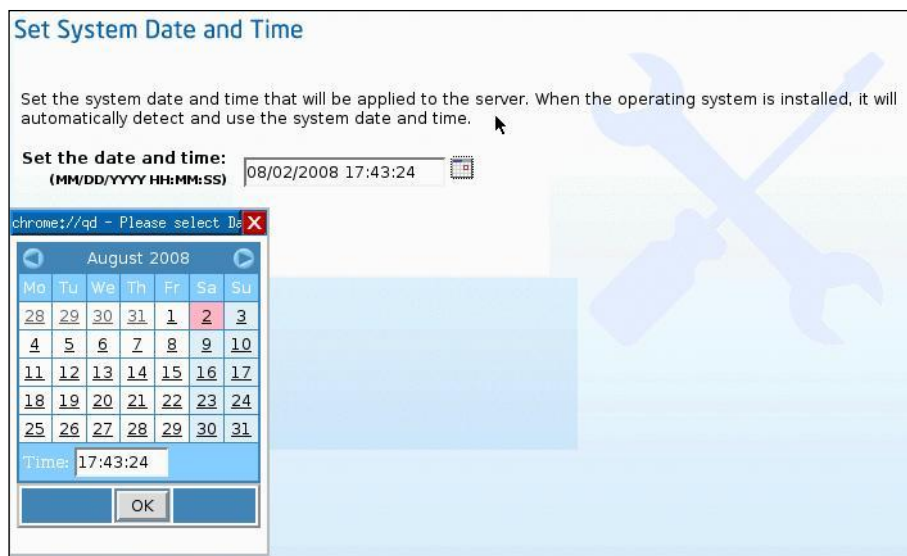 Set System Date and Time
Set the system date and time that will be applied to the server. When the operating system is installed, it will
automatically detect and use the system date and time.
Set the date and time:
(MM/DD/YYYY HH:MM:SS)
08/02/2008 17:43:24
chrome://qd - Please select Da
August 2008
Mo Tu We Th Fr Sa Su
28 29 30 31 1 2 3
4 5 6 7 8 9 10
11 12 13 14 15 16 17
18 19 20 21 22 23 24
25 26 27 28 29 30 31
Time: 17:43:24
OK